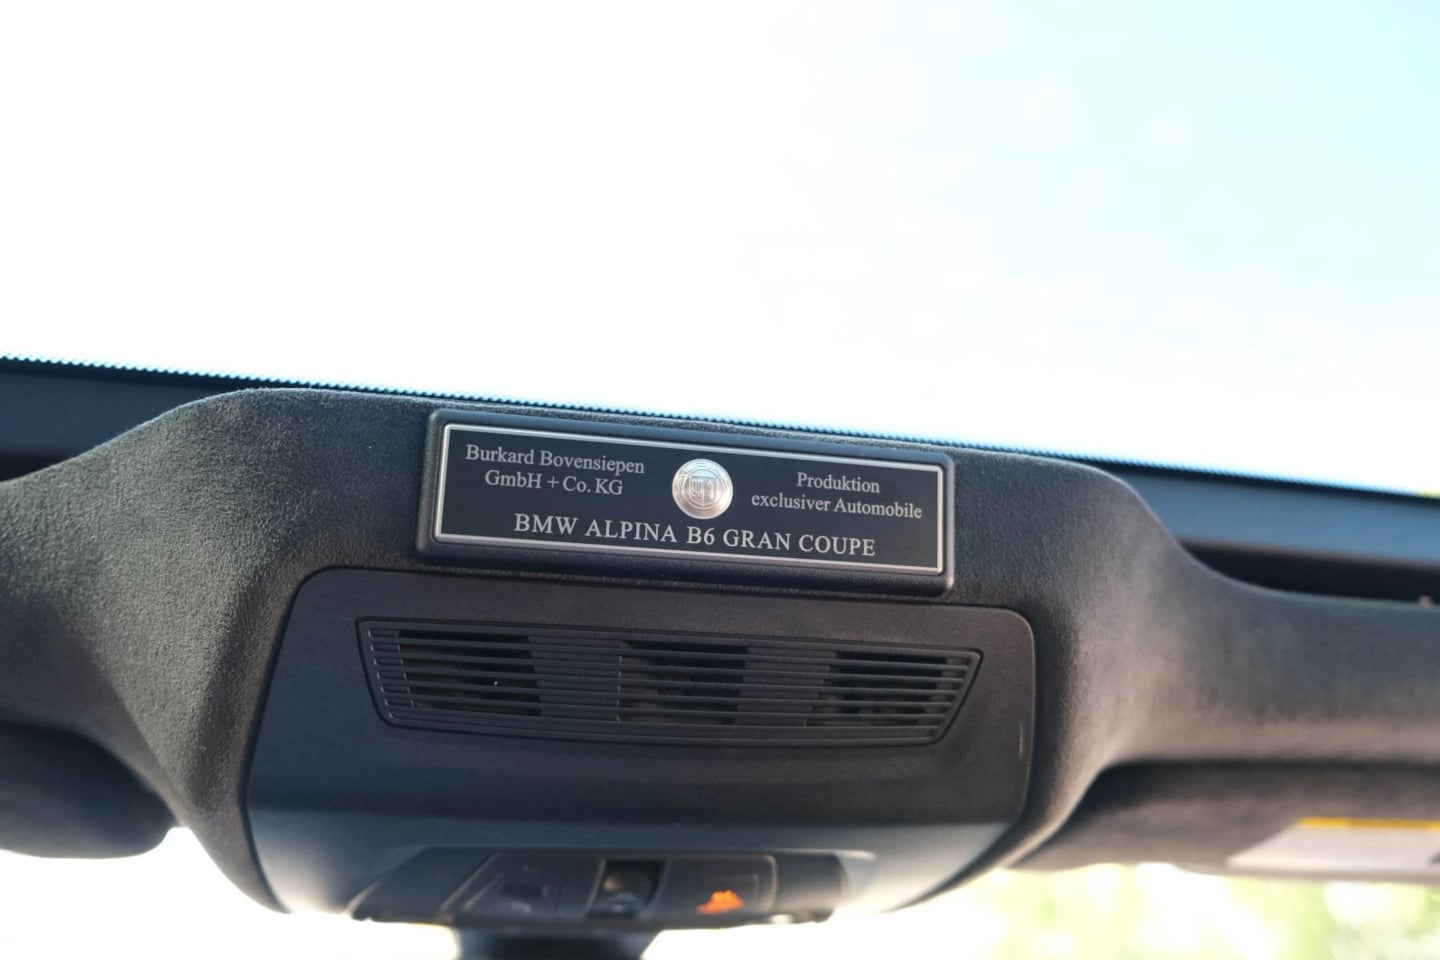 Burkard Bovensiepen
GmbH + Co. KG
Produktion
exclusiver Automobile
BMW ALPINA B6 GRAN COUPE